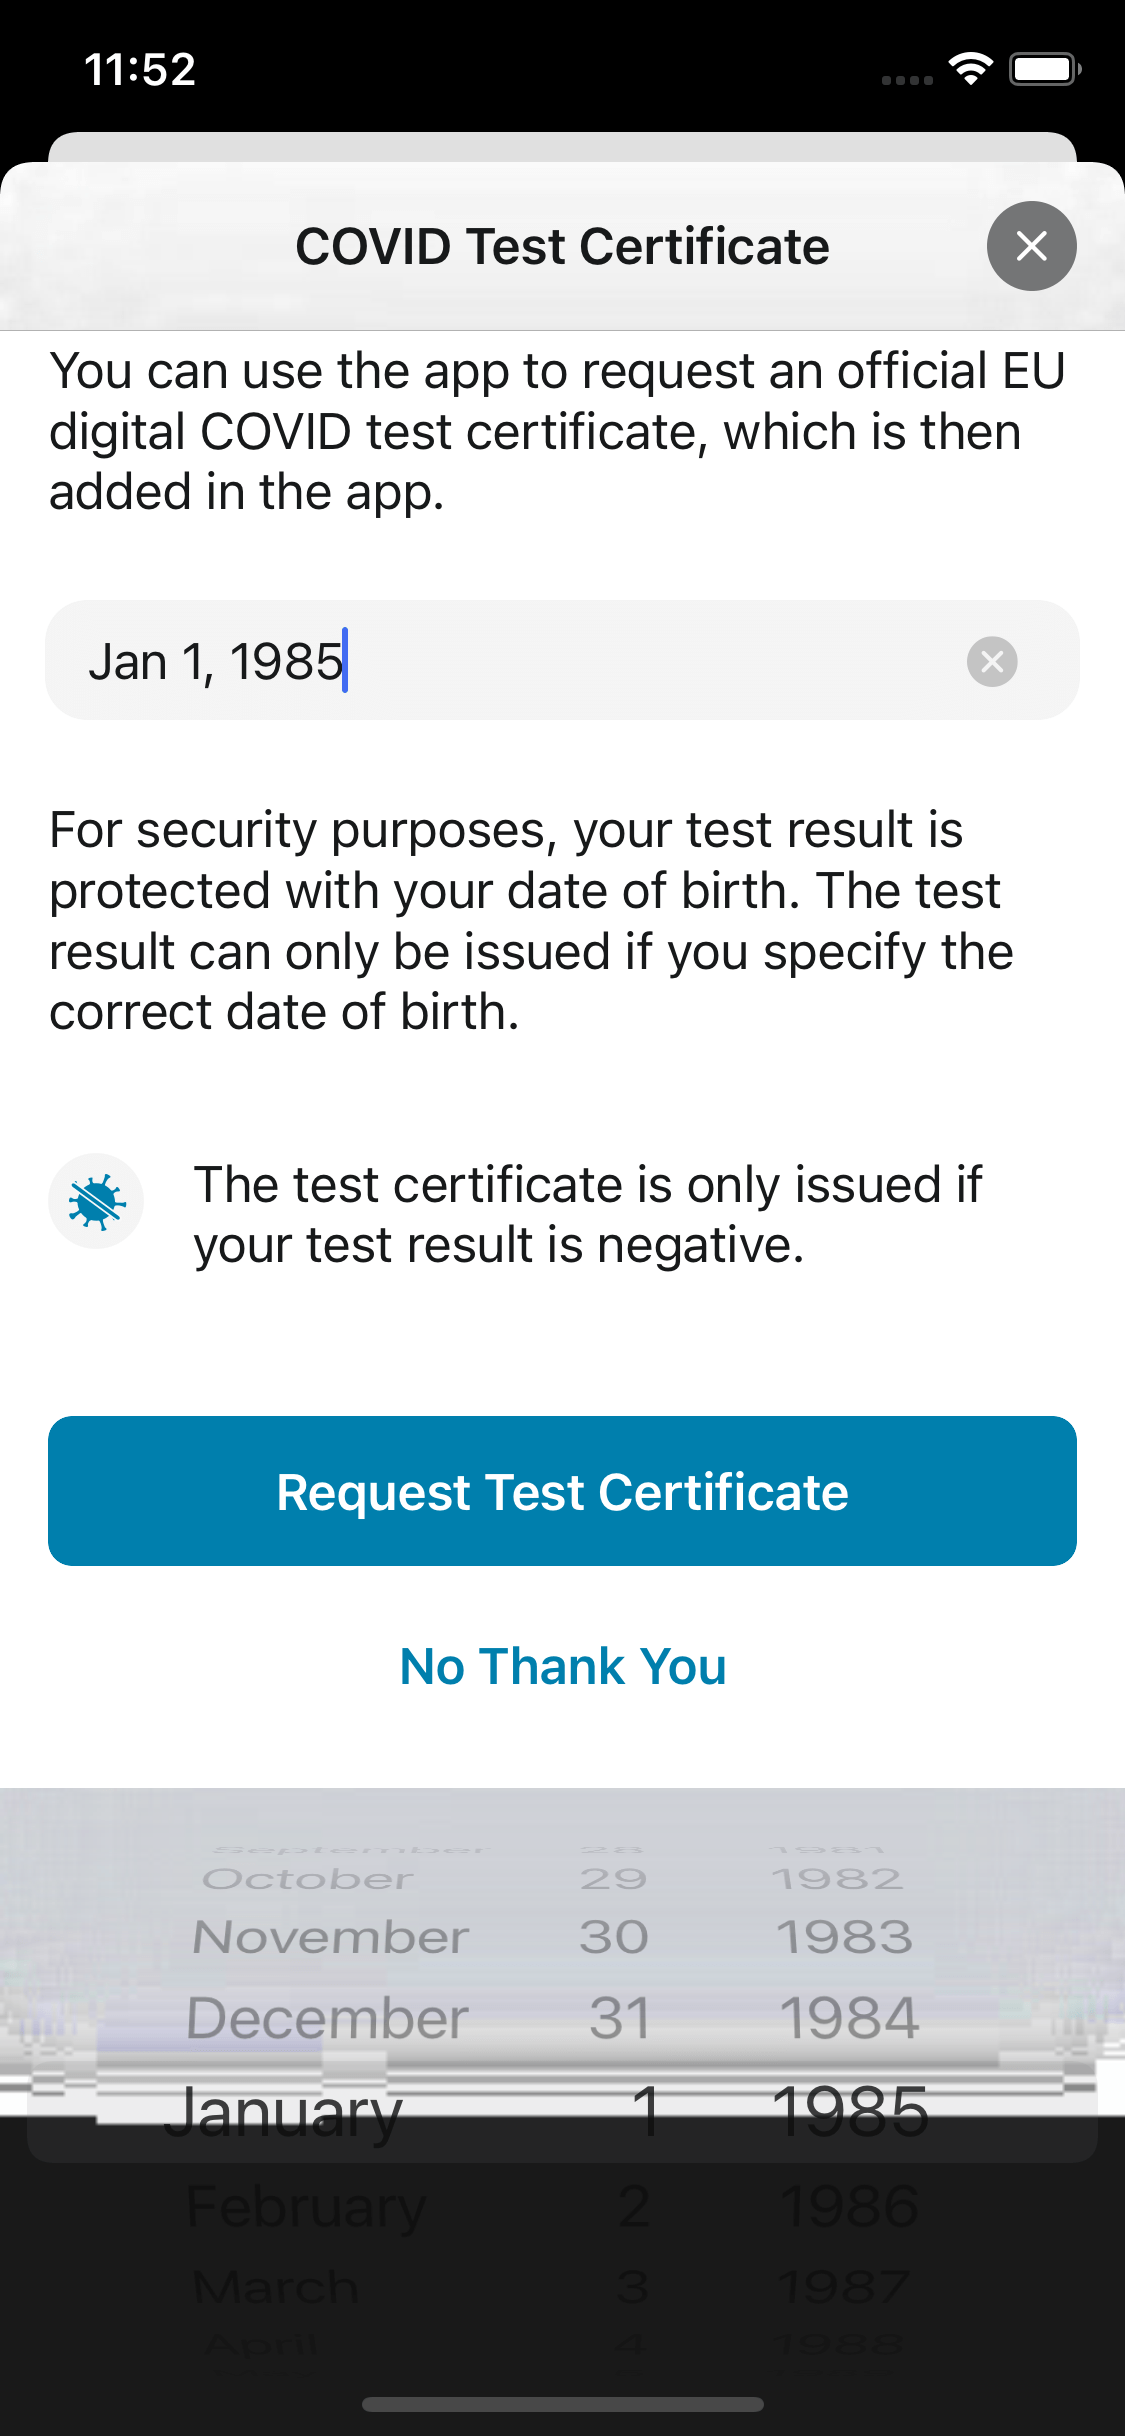 11:52
COVID Test Certificate
You can use the app to request an official EU
digital COVID test certificate, which is then
added in the app.
Jan 1, 1985
For security purposes, your test result is
protected with your date of birth. The test
result can only be issued if you specify the
correct date of birth.
The test certificate is only issued if
your test result is negative.
Request Test Certificate
No Thank You
September 28 1981
October 29 1982
November 30 1983
December 31 1984
January 1 1985
February 2 1986
March 3 1987
April 4 1988